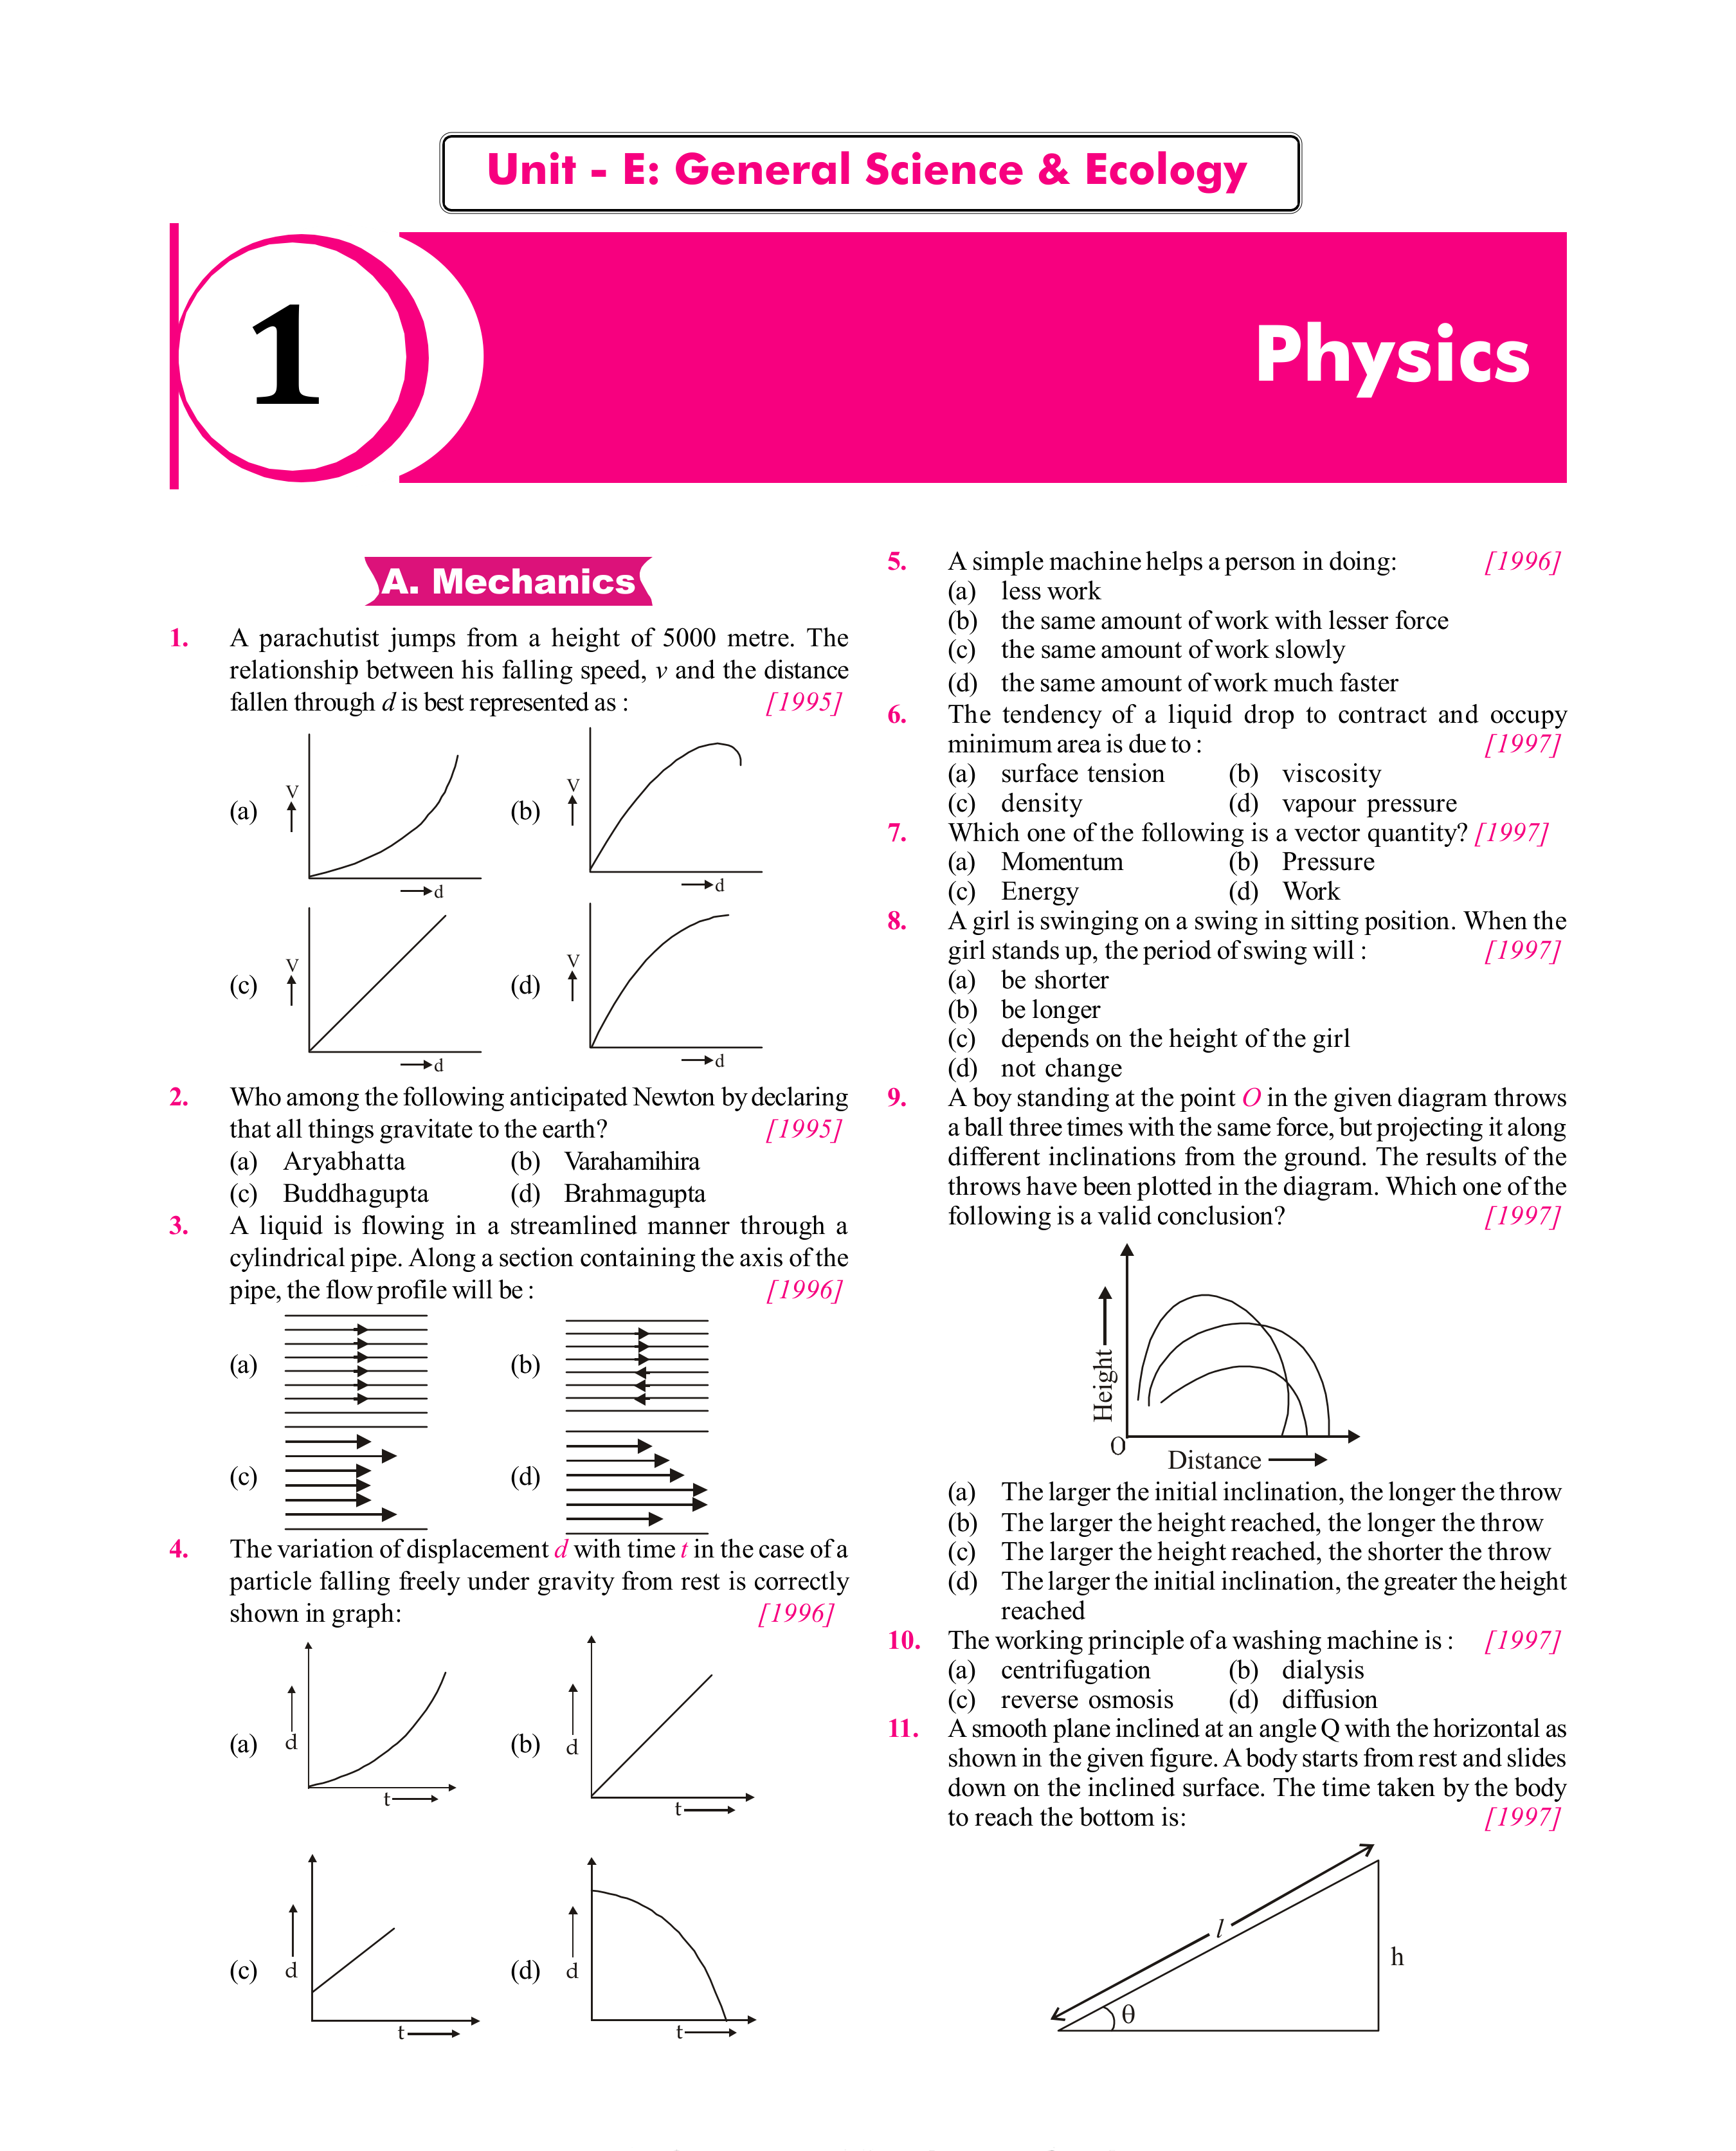 Unit - E: General Science & Ecology
1
Physics
A. Mechanics
1. A parachutist jumps from a height of 5000 metre. The
relationship between his falling speed, v and the distance
fallen through d is best represented as : [1995]
(a) V d (b) V d
(c) V d (d) V d
2. Who among the following anticipated Newton by declaring
that all things gravitate to the earth? [1995]
(a) Aryabhatta (b) Varahamihira
(c) Buddhagupta (d) Brahmagupta
3. A liquid is flowing in a streamlined manner through a
cylindrical pipe. Along a section containing the axis of the
pipe, the flow profile will be : [1996]
(a) (b)
(c) (d)
4. The variation of displacement d with time t in the case of a
particle falling freely under gravity from rest is correctly
shown in graph: [1996]
(a) d t (b) d t
(c) d t (d) d t
5. A simple machine helps a person in doing: [1996]
(a) less work
(b) the same amount of work with lesser force
(c) the same amount of work slowly
(d) the same amount of work much faster
6. The tendency of a liquid drop to contract and occupy
minimum area is due to : [1997]
(a) surface tension (b) viscosity
(c) density (d) vapour pressure
7. Which one of the following is a vector quantity? [1997]
(a) Momentum (b) Pressure
(c) Energy (d) Work
8. A girl is swinging on a swing in sitting position. When the
girl stands up, the period of swing will : [1997]
(a) be shorter
(b) be longer
(c) depends on the height of the girl
(d) not change
9. A boy standing at the point O in the given diagram throws
a ball three times with the same force, but projecting it along
different inclinations from the ground. The results of the
throws have been plotted in the diagram. Which one of the
following is a valid conclusion? [1997]
Height
O
Distance
(a) The larger the initial inclination, the longer the throw
(b) The larger the height reached, the longer the throw
(c) The larger the height reached, the shorter the throw
(d) The larger the initial inclination, the greater the height
reached
10. The working principle of a washing machine is : [1997]
(a) centrifugation (b) dialysis
(c) reverse osmosis (d) diffusion
11. A smooth plane inclined at an angle Q with the horizontal as
shown in the given figure. A body starts from rest and slides
down on the inclined surface. The time taken by the body
to reach the bottom is: [1997]
l
h
θ